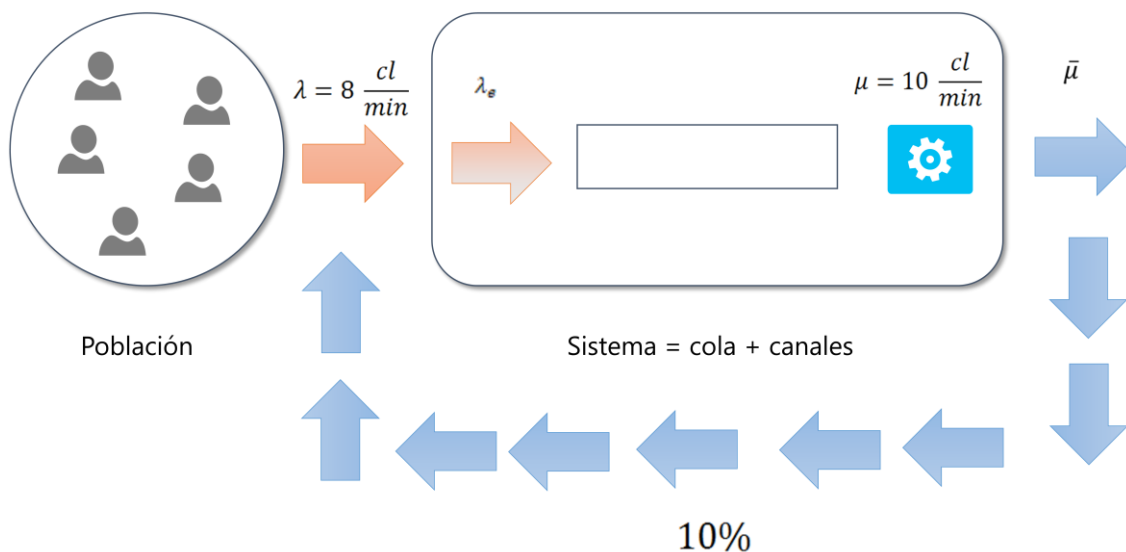 λ = 8 cl/min
λₑ
μ = 10 cl/min
μ̄
Población
Sistema = cola + canales
10%